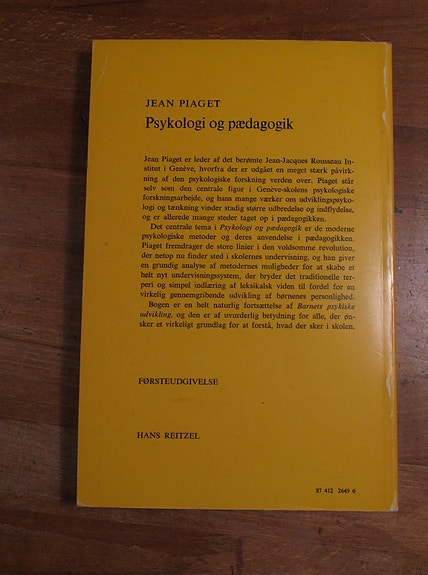 JEAN PIAGET
Psykologi og pædagogik
Jean Piaget er leder af det berømte Jean-Jacques Rousseau In-
stitut i Genève, hvorfra der er udgået en meget stærk påvirk-
ning af den psykologiske forskning verden over. Piaget står
selv som den centrale figur i Genève-skolens psykologiske
forskningsarbejde, og hans mange værker om udviklingspsyko-
logi og tænkning vinder stadig større udbredelse og indflydelse,
og er allerede mange steder taget op i pædagogikken.
Det centrale tema i Psykologi og pædagogik er de moderne
psykologiske metoder og deres anvendelse i pædagogikken.
Piaget fremdrager de store linier i den voldsomme revolution,
der netop nu finder sted i skolernes undervisning, og han giver
en grundig analyse af metodernes muligheder for at skabe et
helt nyt undervisningssystem, der bryder det traditionelle ter-
peri og simpel indlæring af leksikalsk viden til fordel for en
virkelig gennemgribende udvikling af børnenes personlighed.
Bogen er en helt naturlig fortsættelse af Barnets psykiske
udvikling, og den er af uvurderlig betydning for alle, der øn-
sker et virkeligt grundlag for at forstå, hvad der sker i skolen.
FØRSTEUDGIVELSE
HANS REITZEL
87 412 2649 6